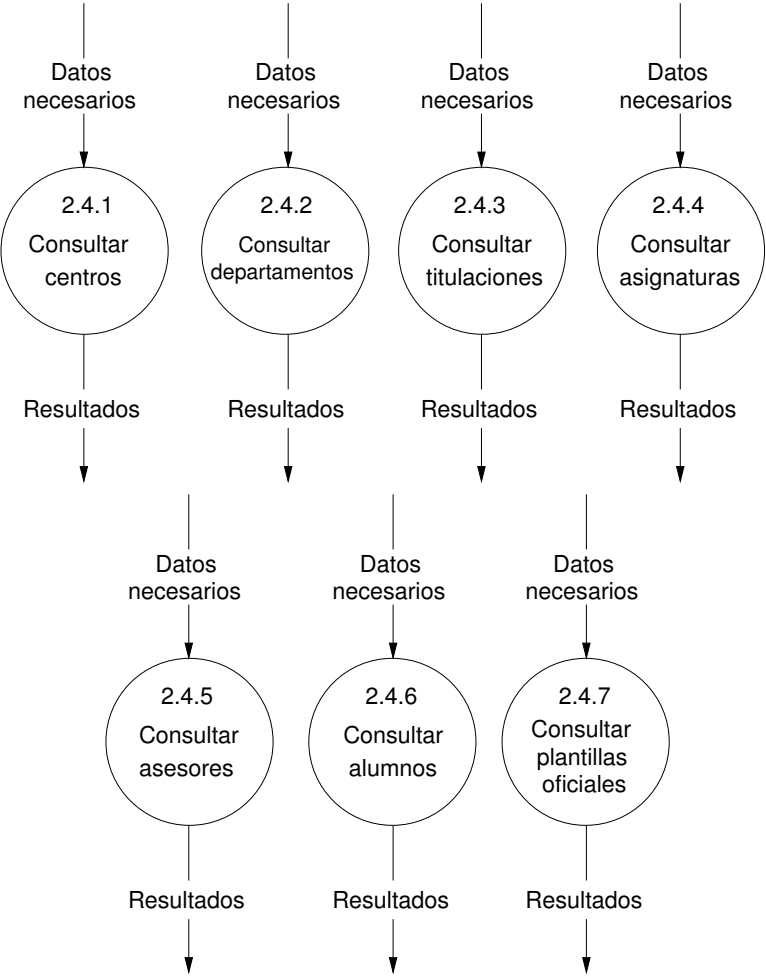 Datos
necesarios
Datos
necesarios
Datos
necesarios
Datos
necesarios
2.4.1
Consultar
centros
2.4.2
Consultar
departamentos
2.4.3
Consultar
titulaciones
2.4.4
Consultar
asignaturas
Resultados
Resultados
Resultados
Resultados
Datos
necesarios
Datos
necesarios
Datos
necesarios
2.4.5
Consultar
asesores
2.4.6
Consultar
alumnos
2.4.7
Consultar
plantillas
oficiales
Resultados
Resultados
Resultados